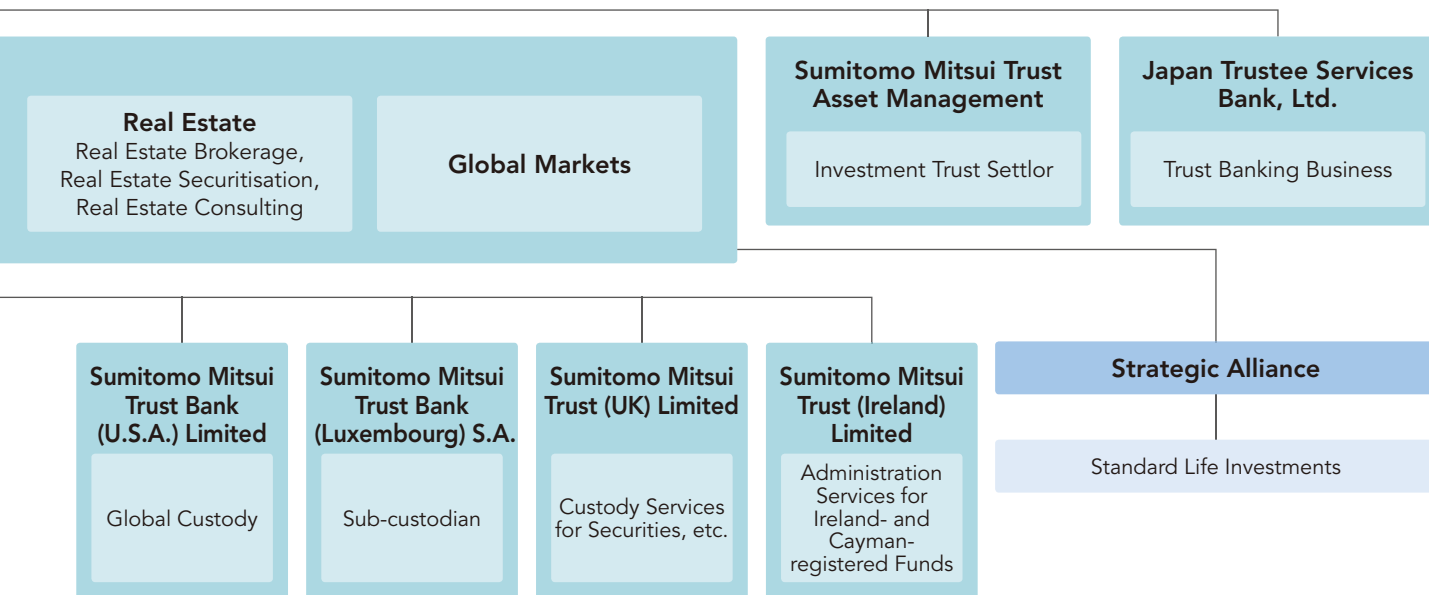 Real Estate
Real Estate Brokerage,
Real Estate Securitisation,
Real Estate Consulting
Global Markets
Sumitomo Mitsui Trust
Asset Management
Investment Trust Settlor
Japan Trustee Services
Bank, Ltd.
Trust Banking Business
Sumitomo Mitsui
Trust Bank
(U.S.A.) Limited
Global Custody
Sumitomo Mitsui
Trust Bank
(Luxembourg) S.A.
Sub-custodian
Sumitomo Mitsui
Trust (UK) Limited
Custody Services
for Securities, etc.
Sumitomo Mitsui
Trust (Ireland)
Limited
Administration
Services for
Ireland- and
Cayman-
registered Funds
Strategic Alliance
Standard Life Investments